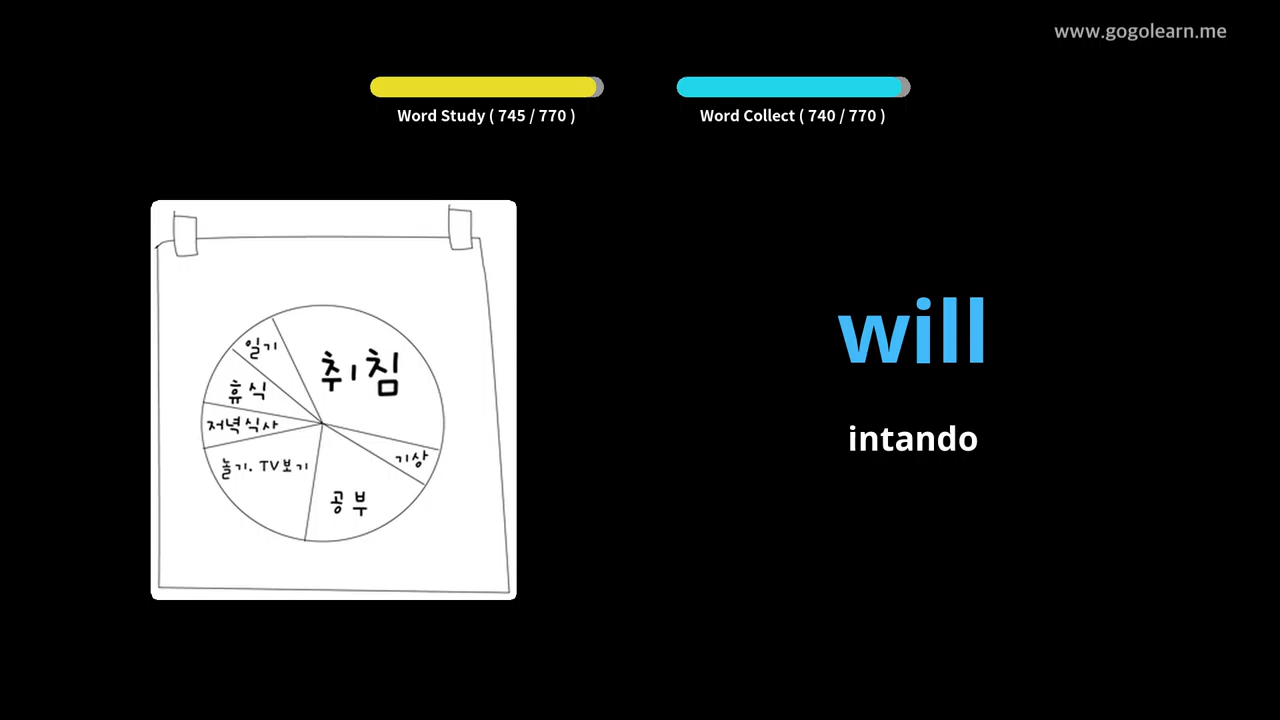 www.gogolearn.me
Word Study ( 745 / 770 )
Word Collect ( 740 / 770 )
일기
취침
휴식
저녁식사
놀기. TV보기
기상
공부
will
intando